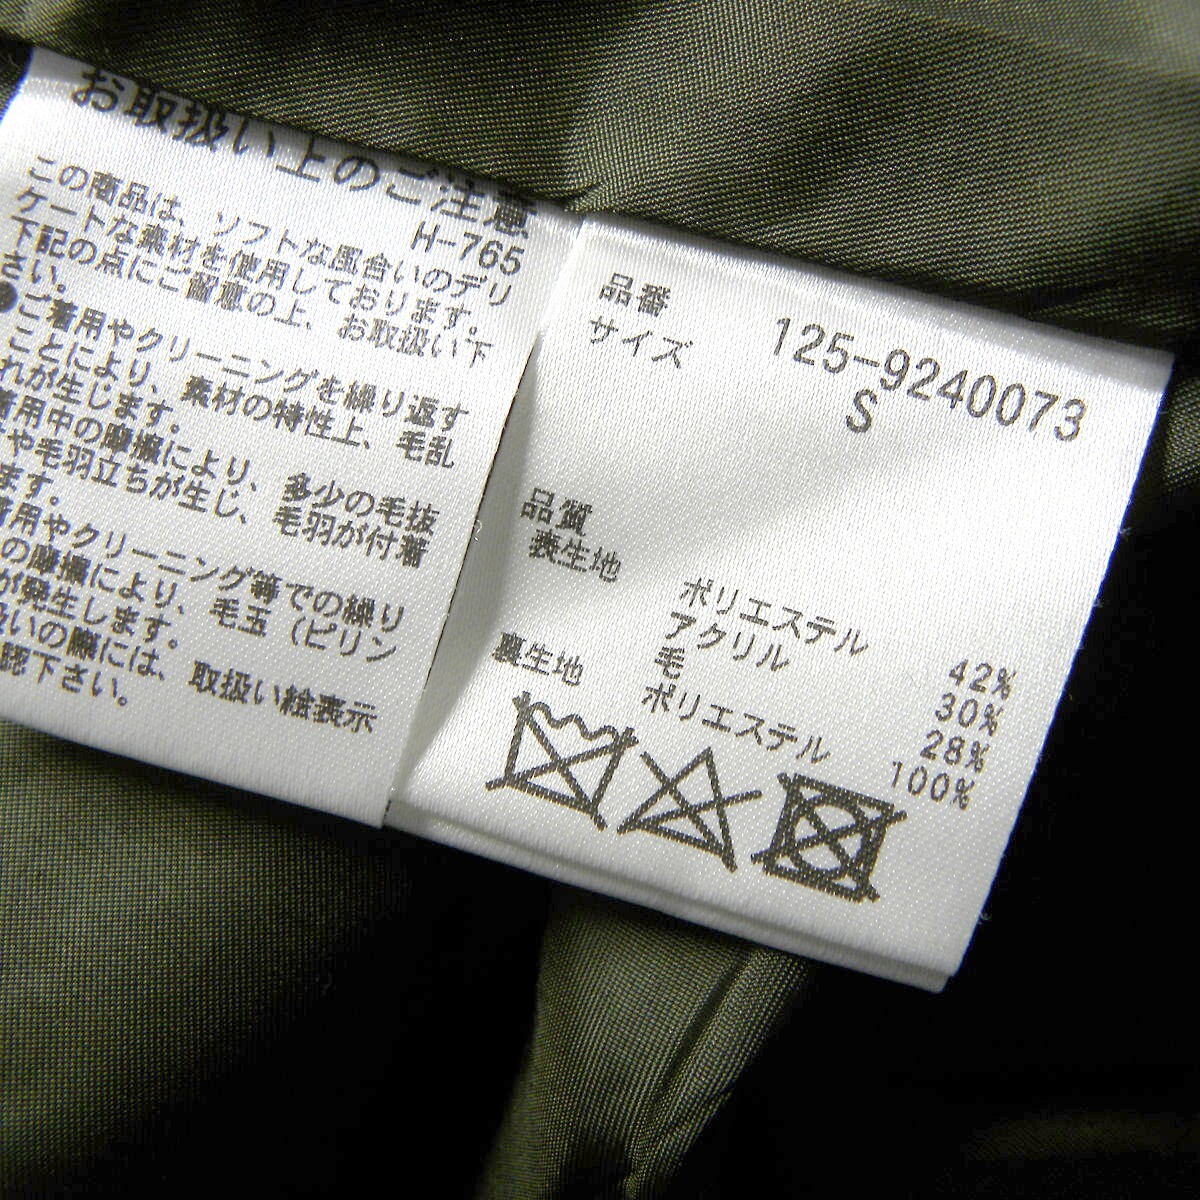 お取扱い上のご注意
H-765
この商品は、ソフトな風合いのデリ
ケートな素材を使用しております。
下記の点にご留意の上、お取扱い下
さい。
●ご着用やクリーニングを繰り返す
ことにより、素材の特性上、毛乱
れが生じます。
着用中の摩擦により、多少の毛抜
や毛羽立ちが生じ、毛羽が付着
ます。
着用やクリーニング等での繰り
の摩擦により、毛玉（ピリン
が発生します。
扱いの際には、取扱い絵表示
認下さい。
品番 125-9240073
サイズ S
品質
表生地
ポリエステル 42%
アクリル 30%
毛 28%
裏生地 ポリエステル 100%